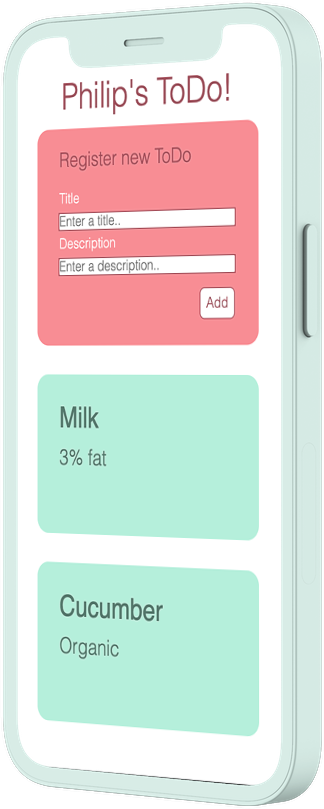 Philip's ToDo!
Register new ToDo
Title
Enter a title..
Description
Enter a description..
Add
Milk
3% fat
Cucumber
Organic